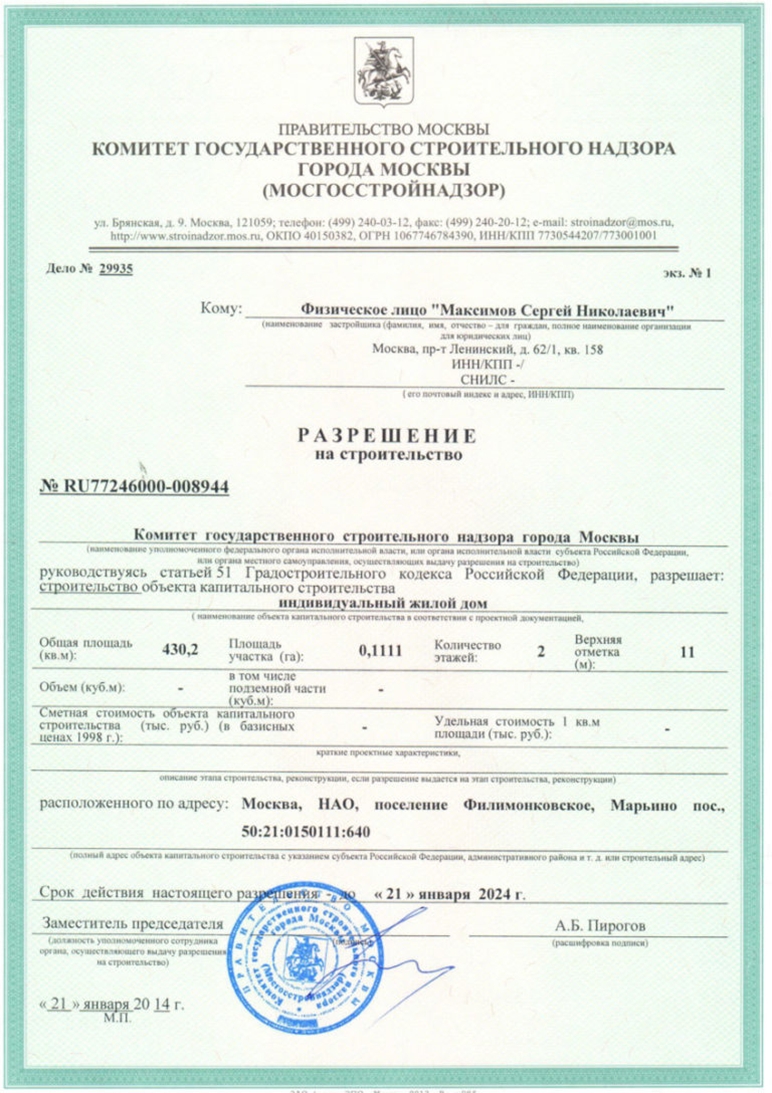 ПРАВИТЕЛЬСТВО МОСКВЫ
КОМИТЕТ ГОСУДАРСТВЕННОГО СТРОИТЕЛЬНОГО НАДЗОРА
ГОРОДА МОСКВЫ
(МОСГОССТРОЙНАДЗОР)
ул. Брянская, д. 9. Москва, 121059; телефон: (499) 240-03-12, факс: (499) 240-20-12; e-mail: stroinadzor@mos.ru,
http://www.stroinadzor.mos.ru, ОКПО 40150382, ОГРН 1067746784390, ИНН/КПП 7730544207/773001001
Дело № 29935
экз. № 1
Кому: Физическое лицо "Максимов Сергей Николаевич"
(наименование застройщика (фамилия, имя, отчество – для граждан, полное наименование организации
для юридических лиц)
Москва, пр-т Ленинский, д. 62/1, кв. 158
ИНН/КПП -/
СНИЛС -
( его почтовый индекс и адрес, ИНН/КПП)
РАЗРЕШЕНИЕ
на строительство
№ RU77246000-008944
Комитет государственного строительного надзора города Москвы
(наименование уполномоченного федерального органа исполнительной власти, или органа исполнительной власти субъекта Российской Федерации,
или органа местного самоуправления, осуществляющих выдачу разрешения на строительство)
руководствуясь статьей 51 Градостроительного кодекса Российской Федерации, разрешает:
строительство объекта капитального строительства
индивидуальный жилой дом
( наименование объекта капитального строительства в соответствии с проектной документацией,
Общая площадь (кв.м): 430,2 Площадь участка (га): 0,1111 Количество этажей: 2 Верхняя отметка (м): 11
Объем (куб.м): - в том числе подземной части (куб.м): -
Сметная стоимость объекта капитального строительства (тыс. руб.) (в базисных ценах 1998 г.): - Удельная стоимость 1 кв.м площади (тыс. руб.): -
краткие проектные характеристики,
описание этапа строительства, реконструкции, если разрешение выдается на этап строительства, реконструкции)
расположенного по адресу: Москва, НАО, поселение Филимонковское, Марьино пос.,
50:21:0150111:640
(полный адрес объекта капитального строительства с указанием субъекта Российской Федерации, административного района и т. д. или строительный адрес)
Срок действия настоящего разрешения до « 21 » января 2024 г.
Заместитель председателя
А.Б. Пирогов
(должность уполномоченного сотрудника
органа, осуществляющего выдачу разрешения
на строительство)
(подпись)
(расшифровка подписи)
« 21 » января 20 14 г.
М.П.
ПРАВИТЕЛЬСТВО МОСКВЫ
Комитет государственного строительного надзора
города Москвы
(Мосгосстройнадзор)